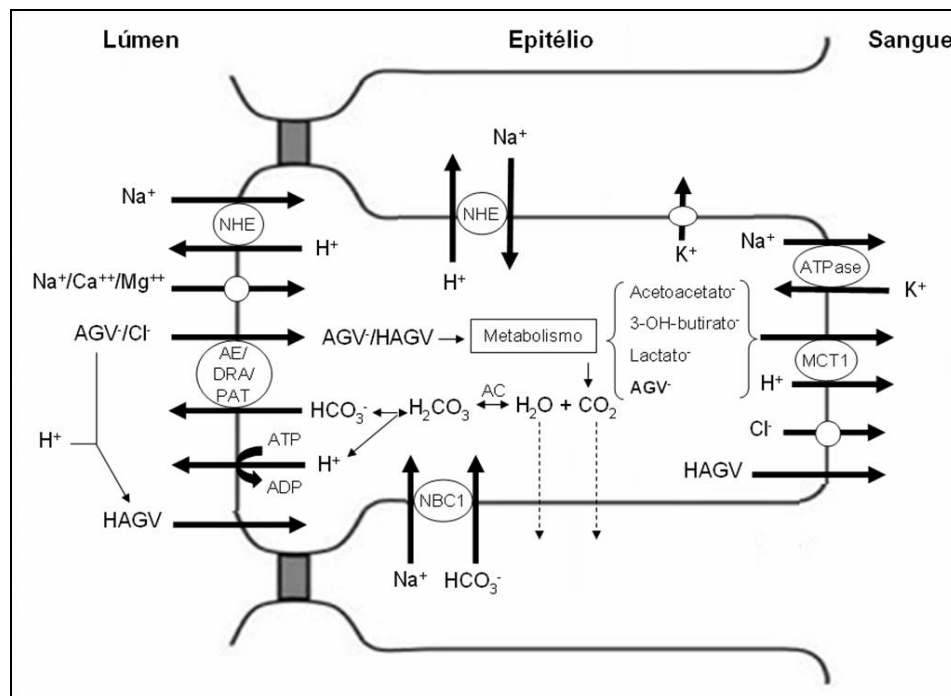 Lúmen Epitélio Sangue
Na⁺
Na⁺
NHE
NHE
H⁺
H⁺
K⁺
Na⁺
ATPase
K⁺
Na⁺/Ca⁺⁺/Mg⁺⁺
AGV⁻/Cl⁻
AE/
DRA/
PAT
AGV⁻/HAGV
Metabolismo
Acetoacetato⁻
3-OH-butirato⁻
Lactato⁻
AGV⁻
MCT1
H⁺
HCO₃⁻
H₂CO₃
AC
H₂O + CO₂
Cl⁻
H⁺
ATP
H⁺
ADP
HAGV
HAGV
NBC1
Na⁺
HCO₃⁻